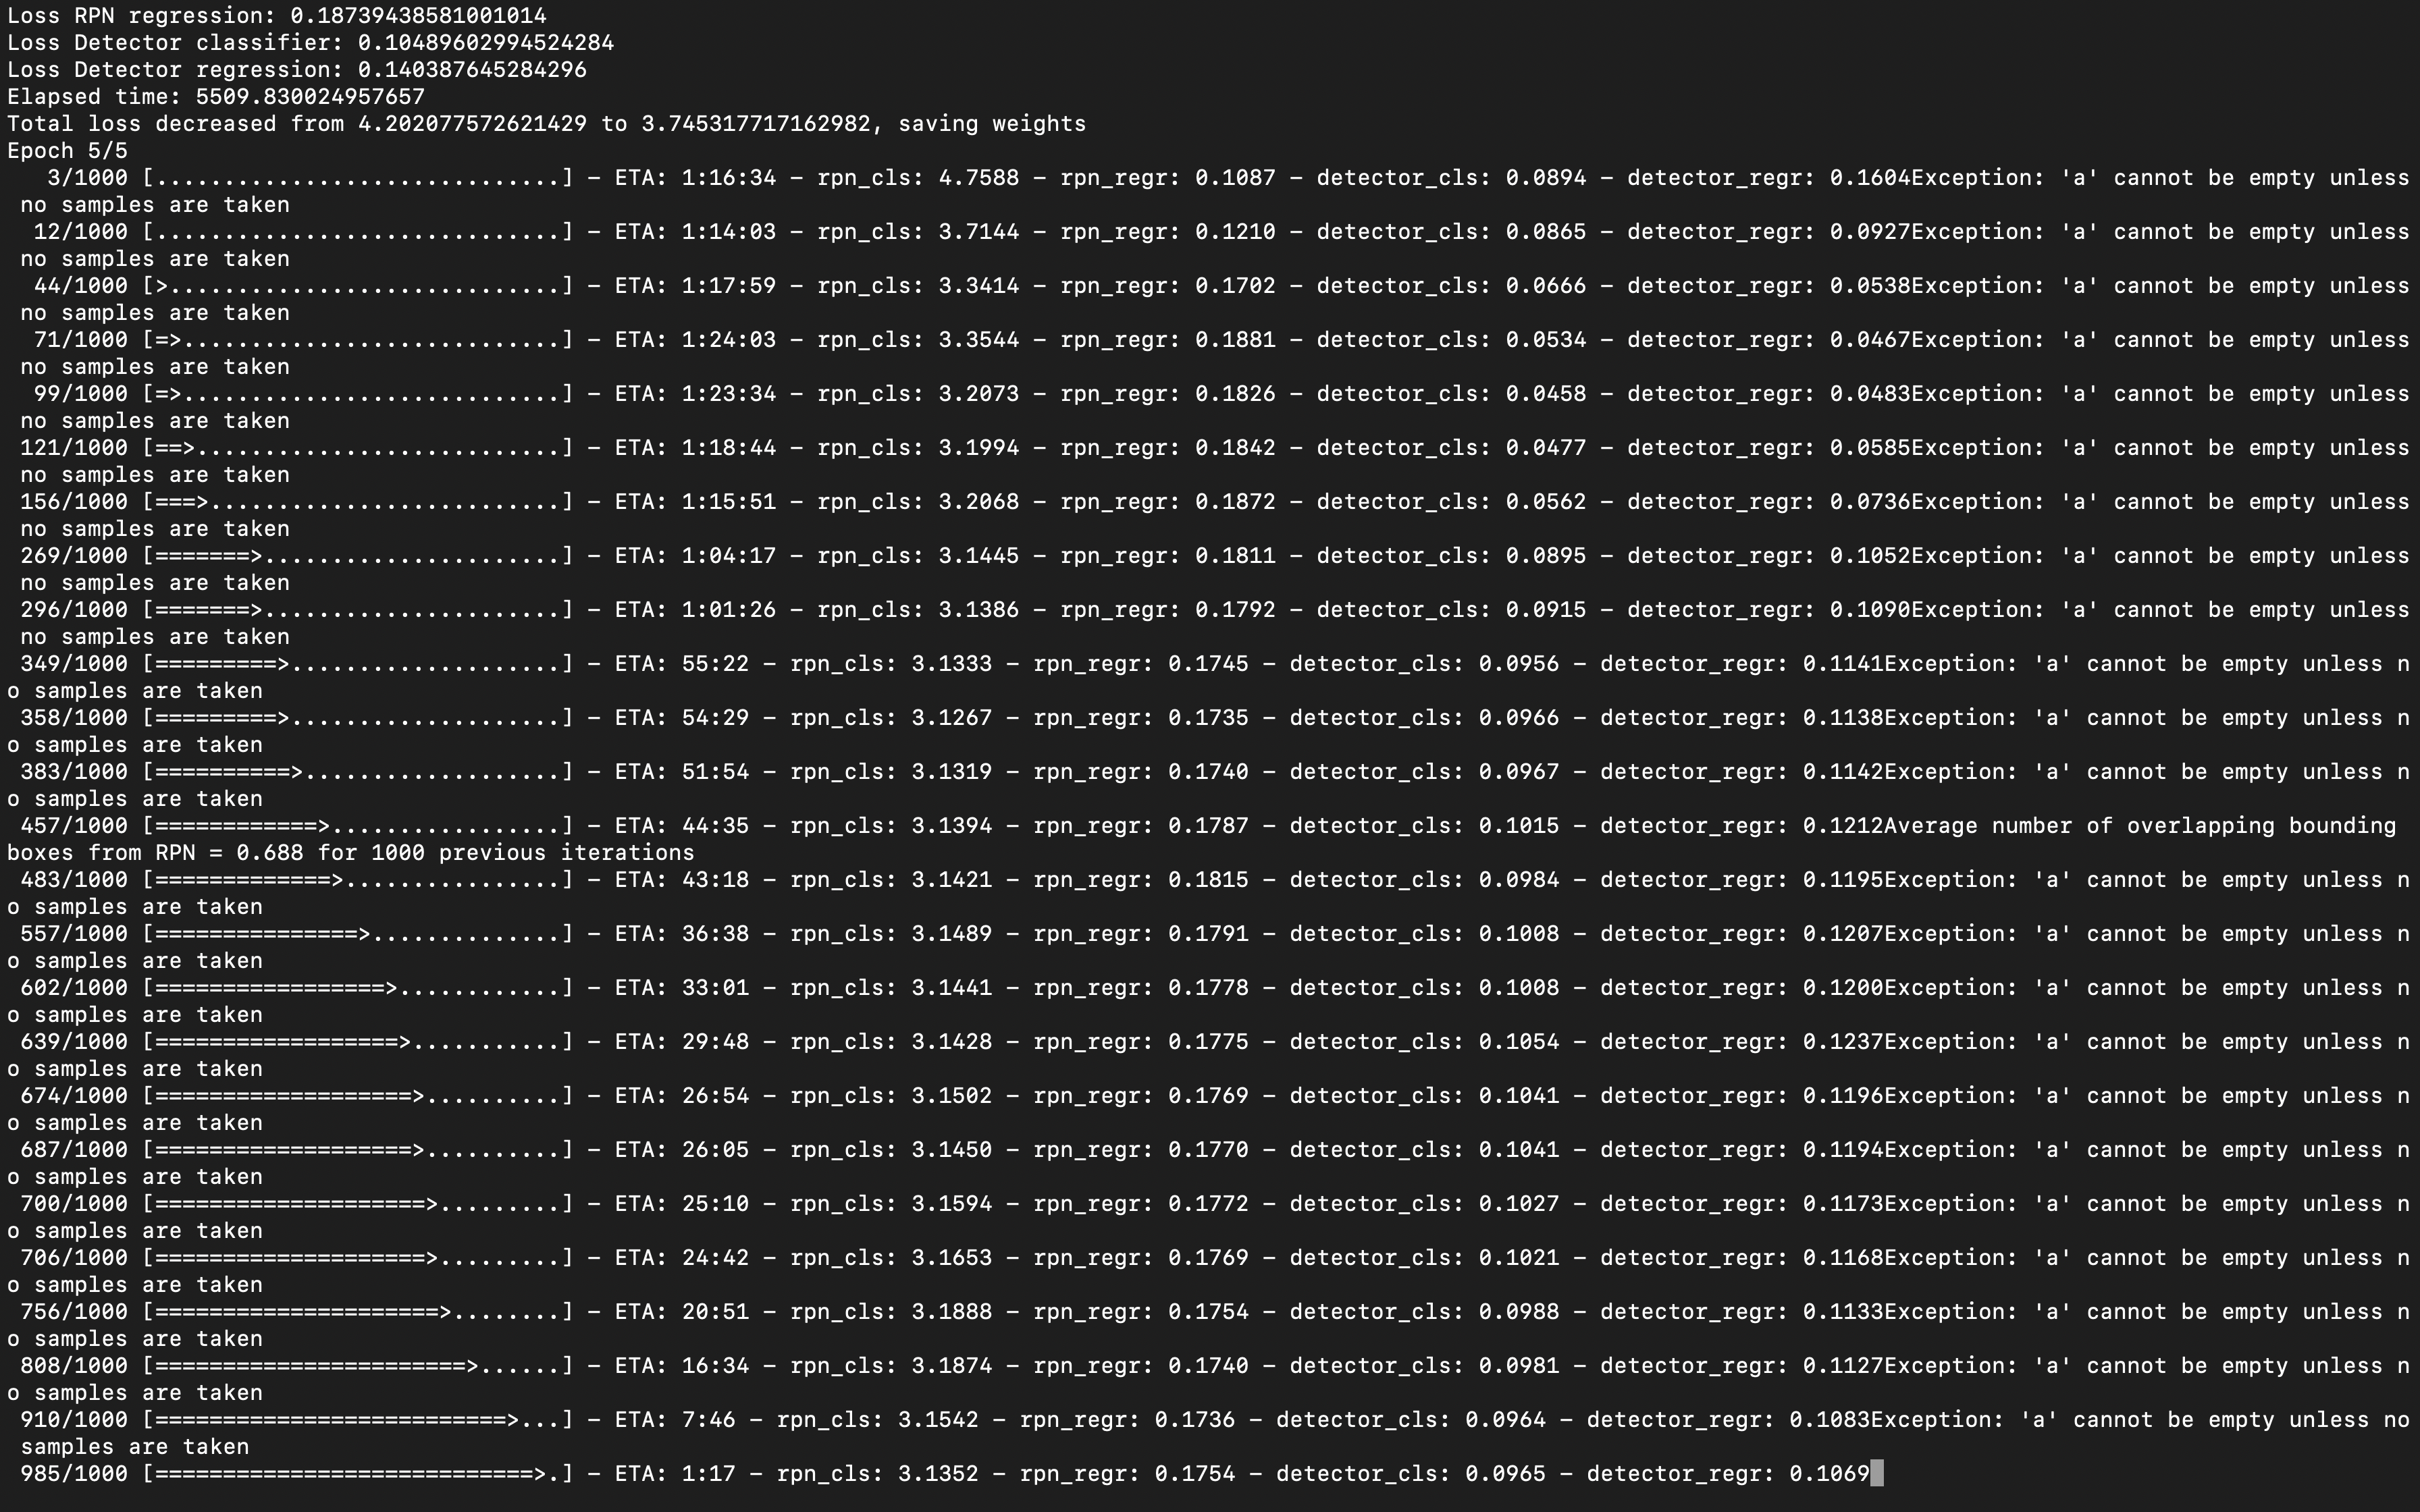 Loss RPN regression: 0.18739438581001014
Loss Detector classifier: 0.10489602994524284
Loss Detector regression: 0.140387645284296
Elapsed time: 5509.830024957657
Total loss decreased from 4.202077572621429 to 3.745317717162982, saving weights
Epoch 5/5
   3/1000 [..............................] - ETA: 1:16:34 - rpn_cls: 4.7588 - rpn_regr: 0.1087 - detector_cls: 0.0894 - detector_regr: 0.1604Exception: 'a' cannot be empty unless
 no samples are taken
  12/1000 [..............................] - ETA: 1:14:03 - rpn_cls: 3.7144 - rpn_regr: 0.1210 - detector_cls: 0.0865 - detector_regr: 0.0927Exception: 'a' cannot be empty unless
 no samples are taken
  44/1000 [>.............................] - ETA: 1:17:59 - rpn_cls: 3.3414 - rpn_regr: 0.1702 - detector_cls: 0.0666 - detector_regr: 0.0538Exception: 'a' cannot be empty unless
 no samples are taken
  71/1000 [=>............................] - ETA: 1:24:03 - rpn_cls: 3.3544 - rpn_regr: 0.1881 - detector_cls: 0.0534 - detector_regr: 0.0467Exception: 'a' cannot be empty unless
 no samples are taken
  99/1000 [=>............................] - ETA: 1:23:34 - rpn_cls: 3.2073 - rpn_regr: 0.1826 - detector_cls: 0.0458 - detector_regr: 0.0483Exception: 'a' cannot be empty unless
 no samples are taken
 121/1000 [==>...........................] - ETA: 1:18:44 - rpn_cls: 3.1994 - rpn_regr: 0.1842 - detector_cls: 0.0477 - detector_regr: 0.0585Exception: 'a' cannot be empty unless
 no samples are taken
 156/1000 [===>..........................] - ETA: 1:15:51 - rpn_cls: 3.2068 - rpn_regr: 0.1872 - detector_cls: 0.0562 - detector_regr: 0.0736Exception: 'a' cannot be empty unless
 no samples are taken
 269/1000 [=======>......................] - ETA: 1:04:17 - rpn_cls: 3.1445 - rpn_regr: 0.1811 - detector_cls: 0.0895 - detector_regr: 0.1052Exception: 'a' cannot be empty unless
 no samples are taken
 296/1000 [=======>......................] - ETA: 1:01:26 - rpn_cls: 3.1386 - rpn_regr: 0.1792 - detector_cls: 0.0915 - detector_regr: 0.1090Exception: 'a' cannot be empty unless
 no samples are taken
 349/1000 [=========>....................] - ETA: 55:22 - rpn_cls: 3.1333 - rpn_regr: 0.1745 - detector_cls: 0.0956 - detector_regr: 0.1141Exception: 'a' cannot be empty unless n
o samples are taken
 358/1000 [=========>....................] - ETA: 54:29 - rpn_cls: 3.1267 - rpn_regr: 0.1735 - detector_cls: 0.0966 - detector_regr: 0.1138Exception: 'a' cannot be empty unless n
o samples are taken
 383/1000 [==========>...................] - ETA: 51:54 - rpn_cls: 3.1319 - rpn_regr: 0.1740 - detector_cls: 0.0967 - detector_regr: 0.1142Exception: 'a' cannot be empty unless n
o samples are taken
 457/1000 [============>.................] - ETA: 44:35 - rpn_cls: 3.1394 - rpn_regr: 0.1787 - detector_cls: 0.1015 - detector_regr: 0.1212Average number of overlapping bounding
boxes from RPN = 0.688 for 1000 previous iterations
 483/1000 [=============>................] - ETA: 43:18 - rpn_cls: 3.1421 - rpn_regr: 0.1815 - detector_cls: 0.0984 - detector_regr: 0.1195Exception: 'a' cannot be empty unless n
o samples are taken
 557/1000 [===============>..............] - ETA: 36:38 - rpn_cls: 3.1489 - rpn_regr: 0.1791 - detector_cls: 0.1008 - detector_regr: 0.1207Exception: 'a' cannot be empty unless n
o samples are taken
 602/1000 [=================>............] - ETA: 33:01 - rpn_cls: 3.1441 - rpn_regr: 0.1778 - detector_cls: 0.1008 - detector_regr: 0.1200Exception: 'a' cannot be empty unless n
o samples are taken
 639/1000 [==================>...........] - ETA: 29:48 - rpn_cls: 3.1428 - rpn_regr: 0.1775 - detector_cls: 0.1054 - detector_regr: 0.1237Exception: 'a' cannot be empty unless n
o samples are taken
 674/1000 [===================>..........] - ETA: 26:54 - rpn_cls: 3.1502 - rpn_regr: 0.1769 - detector_cls: 0.1041 - detector_regr: 0.1196Exception: 'a' cannot be empty unless n
o samples are taken
 687/1000 [===================>..........] - ETA: 26:05 - rpn_cls: 3.1450 - rpn_regr: 0.1770 - detector_cls: 0.1041 - detector_regr: 0.1194Exception: 'a' cannot be empty unless n
o samples are taken
 700/1000 [====================>.........] - ETA: 25:10 - rpn_cls: 3.1594 - rpn_regr: 0.1772 - detector_cls: 0.1027 - detector_regr: 0.1173Exception: 'a' cannot be empty unless n
o samples are taken
 706/1000 [====================>.........] - ETA: 24:42 - rpn_cls: 3.1653 - rpn_regr: 0.1769 - detector_cls: 0.1021 - detector_regr: 0.1168Exception: 'a' cannot be empty unless n
o samples are taken
 756/1000 [=====================>........] - ETA: 20:51 - rpn_cls: 3.1888 - rpn_regr: 0.1754 - detector_cls: 0.0988 - detector_regr: 0.1133Exception: 'a' cannot be empty unless n
o samples are taken
 808/1000 [=======================>......] - ETA: 16:34 - rpn_cls: 3.1874 - rpn_regr: 0.1740 - detector_cls: 0.0981 - detector_regr: 0.1127Exception: 'a' cannot be empty unless n
o samples are taken
 910/1000 [==========================>...] - ETA: 7:46 - rpn_cls: 3.1542 - rpn_regr: 0.1736 - detector_cls: 0.0964 - detector_regr: 0.1083Exception: 'a' cannot be empty unless no
 samples are taken
 985/1000 [============================>.] - ETA: 1:17 - rpn_cls: 3.1352 - rpn_regr: 0.1754 - detector_cls: 0.0965 - detector_regr: 0.1069